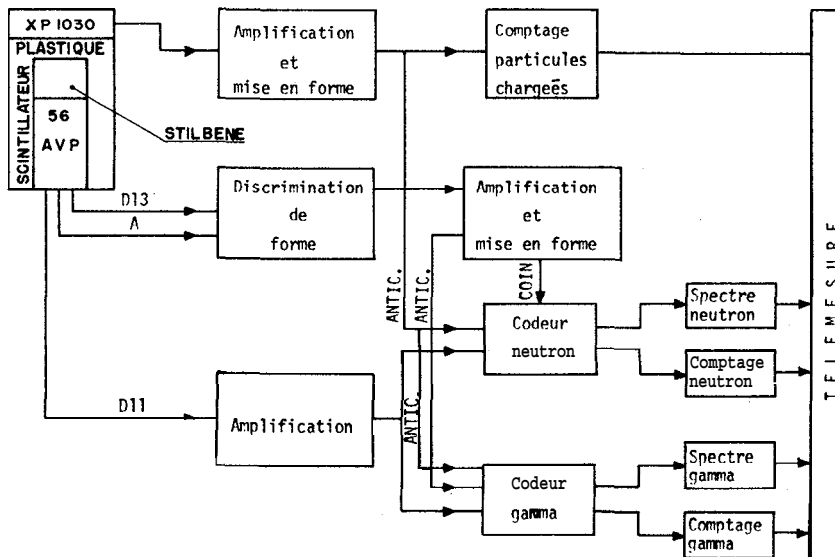 XP 1030
PLASTIQUE
SCINTILLATEUR
56
AVP
STILBENE
Amplification
et
mise en forme
Comptage
particules
chargées
D13
A
Discrimination
de
forme
Amplification
et
mise en forme
ANTIC.
ANTIC.
COIN
Codeur
neutron
Spectre
neutron
Comptage
neutron
D11
Amplification
ANTIC.
Codeur
gamma
Spectre
gamma
Comptage
gamma
TELEMESURE